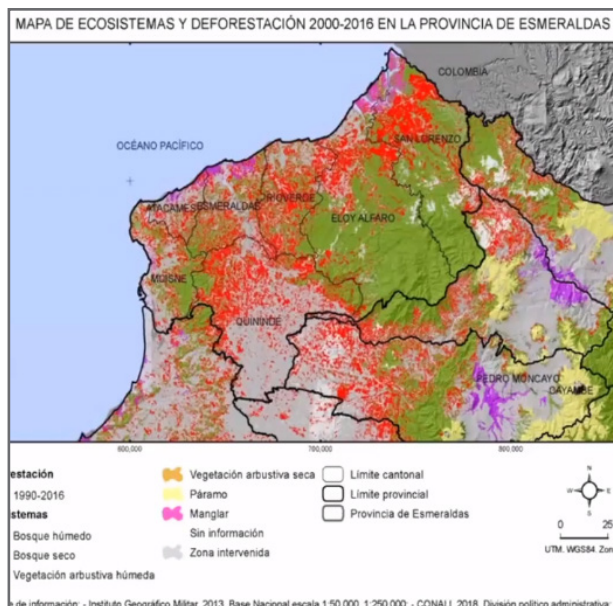 MAPA DE ECOSISTEMAS Y DEFORESTACIÓN 2000-2016 EN LA PROVINCIA DE ESMERALDAS
COLOMBIA
OCÉANO PACÍFICO
SAN LORENZO
ATACAMES
ESMERALDAS
RIOVERDE
ELOY ALFARO
MUISNE
QUININDÉ
PEDRO MONCAYO
CAYAMBE
600,000 700,000 800,000
estación
1990-2016
stemas
Bosque húmedo
Bosque seco
Vegetación arbustiva húmeda
Vegetación arbustiva seca
Páramo
Manglar
Sin información
Zona intervenida
Límite cantonal
Límite provincial
Provincia de Esmeraldas
N
W E
S
0 25
UTM. WGS84. Zon
e de información: - Instituto Geográfico Militar, 2013. Base Nacional escala 1:50.000, 1:250.000; - CONALI, 2018. División político administrativa